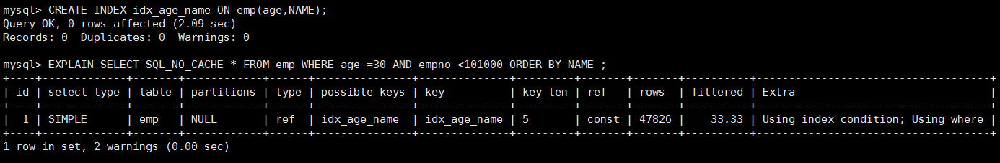 mysql> CREATE INDEX idx_age_name ON emp(age,NAME);
Query OK, 0 rows affected (2.09 sec)
Records: 0  Duplicates: 0  Warnings: 0

mysql> EXPLAIN SELECT SQL_NO_CACHE * FROM emp WHERE age =30 AND empno <101000 ORDER BY NAME ;
+----+-------------+-------+------------+------+---------------+--------------+---------+-------+-------+----------+------------------------------------+
| id | select_type | table | partitions | type | possible_keys | key          | key_len | ref   | rows  | filtered | Extra                              |
+----+-------------+-------+------------+------+---------------+--------------+---------+-------+-------+----------+------------------------------------+
|  1 | SIMPLE      | emp   | NULL       | ref  | idx_age_name  | idx_age_name | 5       | const | 47826 |    33.33 | Using index condition; Using where |
+----+-------------+-------+------------+------+---------------+--------------+---------+-------+-------+----------+------------------------------------+
1 row in set, 2 warnings (0.00 sec)